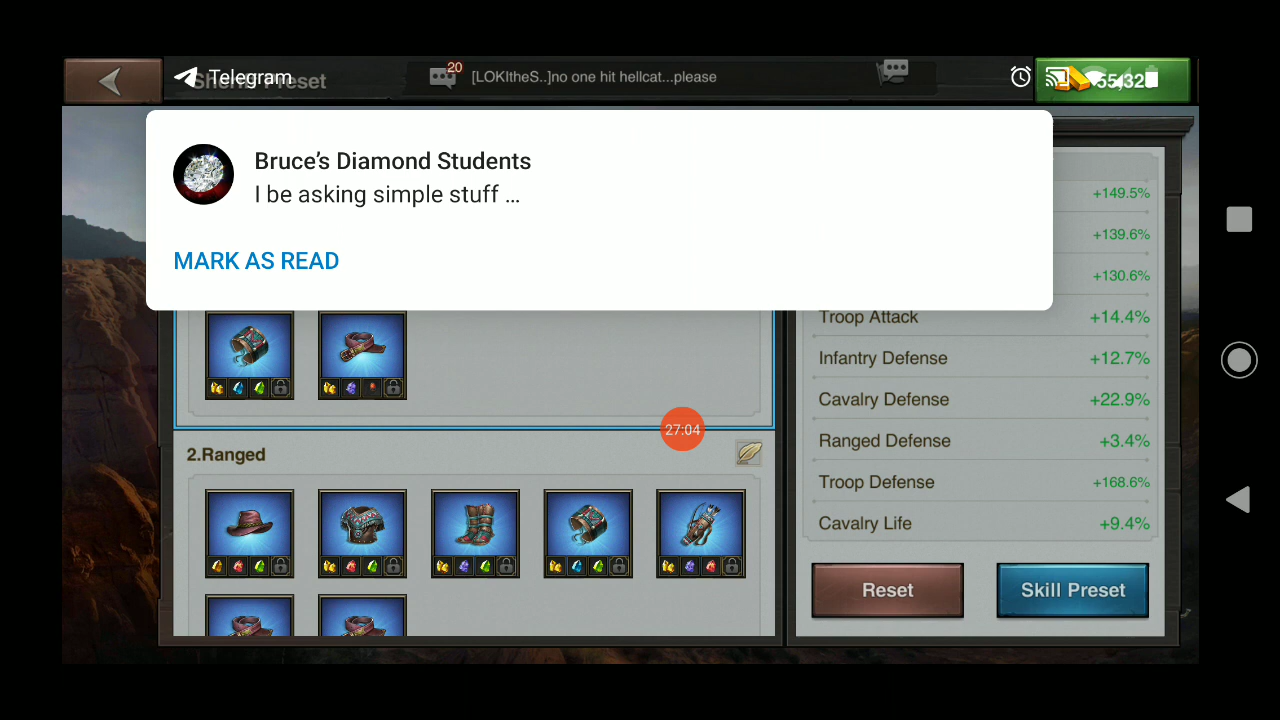 Telegram
Preset
20
[LOKItheS..]no one hit hellcat...please
Bruce’s Diamond Students
I be asking simple stuff ...
MARK AS READ
+149.5%
+139.6%
+130.6%
Troop Attack +14.4%
Infantry Defense +12.7%
Cavalry Defense +22.9%
Ranged Defense +3.4%
Troop Defense +168.6%
Cavalry Life +9.4%
27:04
2.Ranged
Reset
Skill Preset